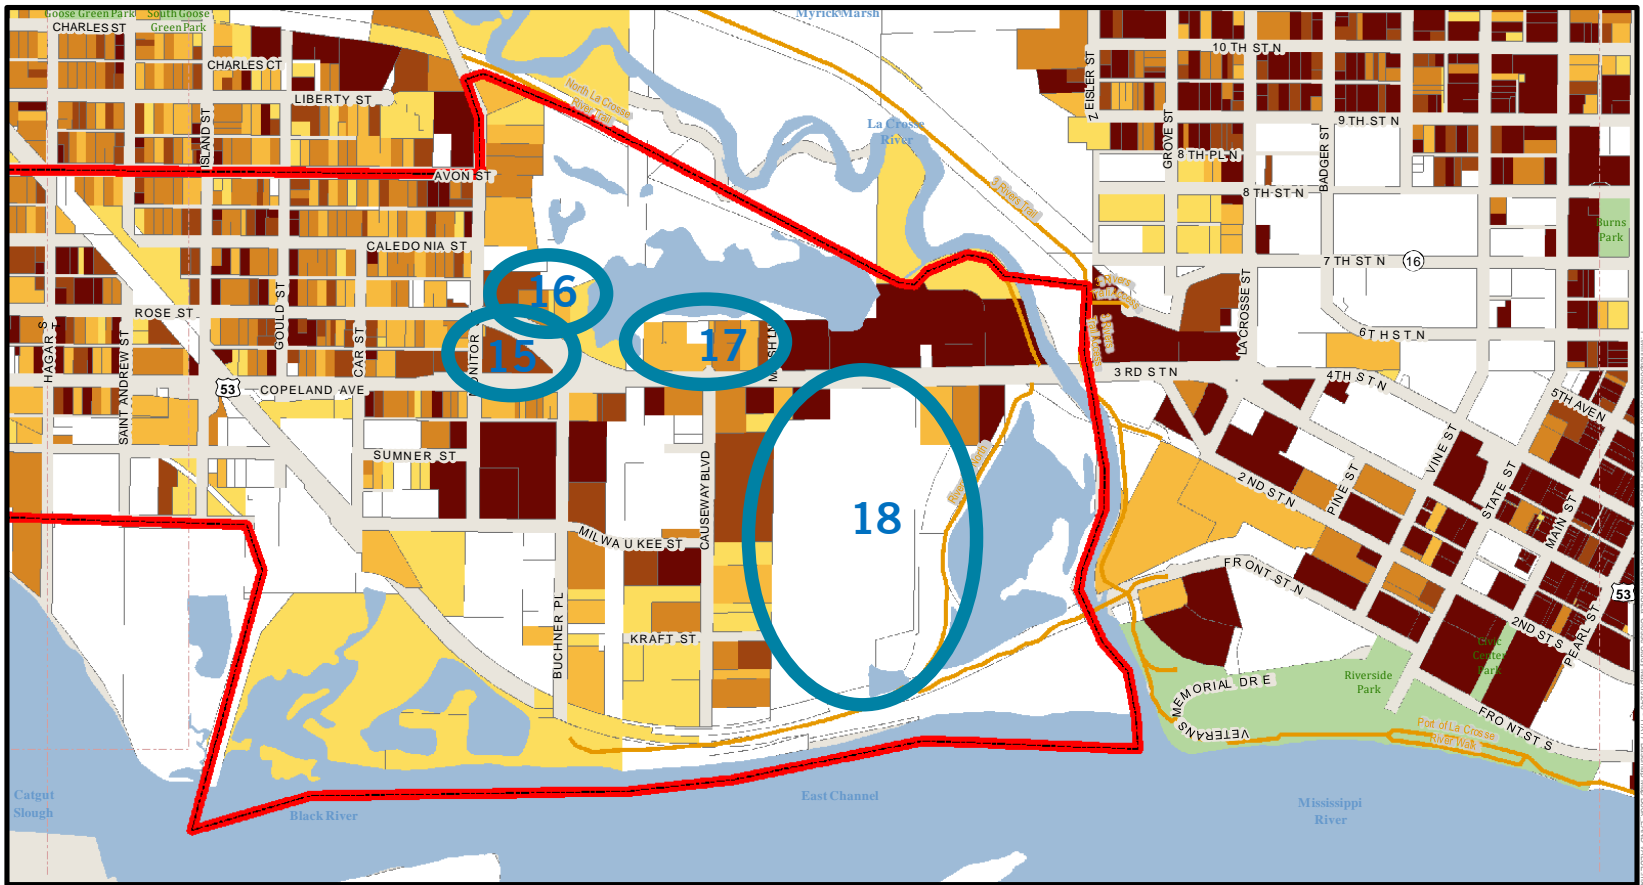 Goose Green Park
South Goose
Green Park
Myrick Marsh
CHARLES ST
10 TH ST N
CHARLES CT
ZEISLER ST
LIBERTY ST
North La Crosse
River Trail
ISLAND ST
La Crosse
River
9 TH ST N
GROVE ST
BADGER ST
8 TH PL N
AVON ST
3 Rivers Trail
8 TH ST N
Burns
Park
CALEDONIA ST
7 TH ST N
16
16
GOULD ST
LA CROSSE ST
ROSE ST
HAGAR ST
SAINT ANDREW ST
CAR ST
MONITOR
15
17
6 TH ST N
3 RD ST N
4TH ST N
53
COPELAND AVE
5TH AVE N
SUMNER ST
CAUSEWAY BLVD
VINE ST
2 ND ST N
PINE ST
STATE ST
MAIN ST
18
MILWAUKEE ST
FRONT ST N
53
BUCHNER PL
KRAFT ST
2ND ST S
PEARL ST
Civic
Center
Park
Riverside
Park
MEMORIAL DR E
VETERANS
FRONT ST S
Port of La Crosse
River Walk
Catgut
Slough
Black River
East Channel
Mississippi
River